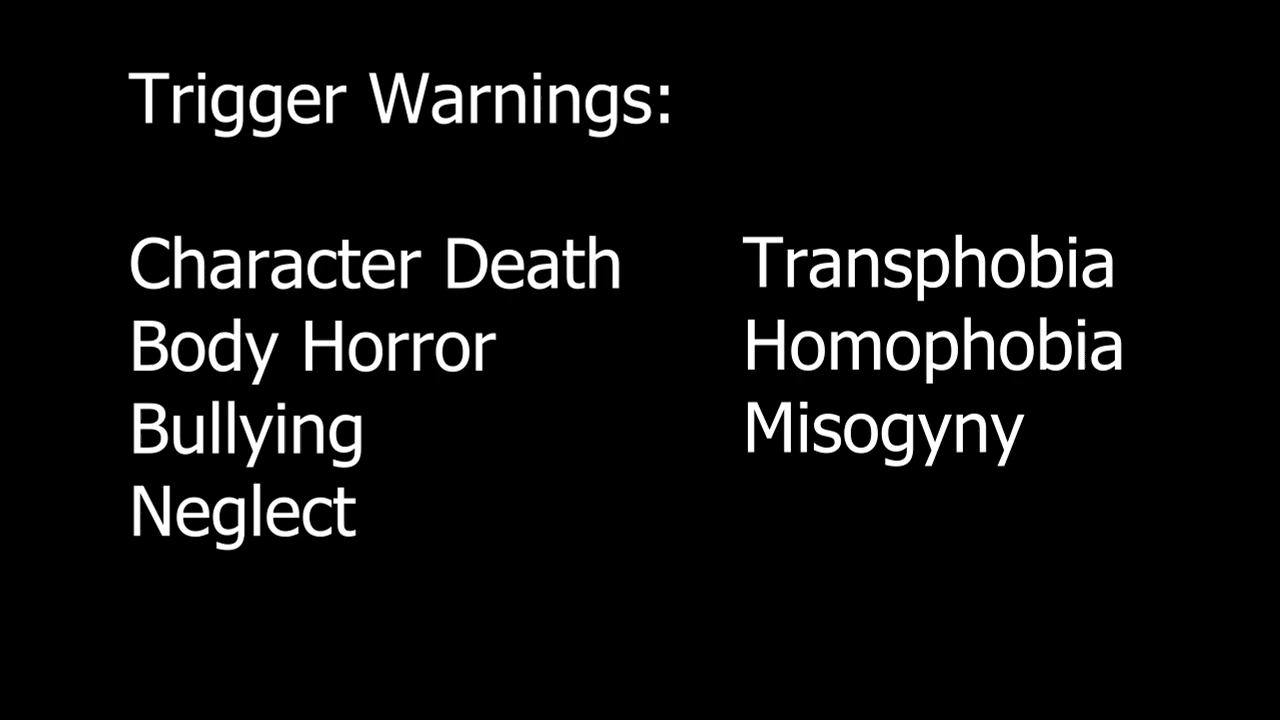 Trigger Warnings:
Character Death
Body Horror
Bullying
Neglect
Transphobia
Homophobia
Misogyny